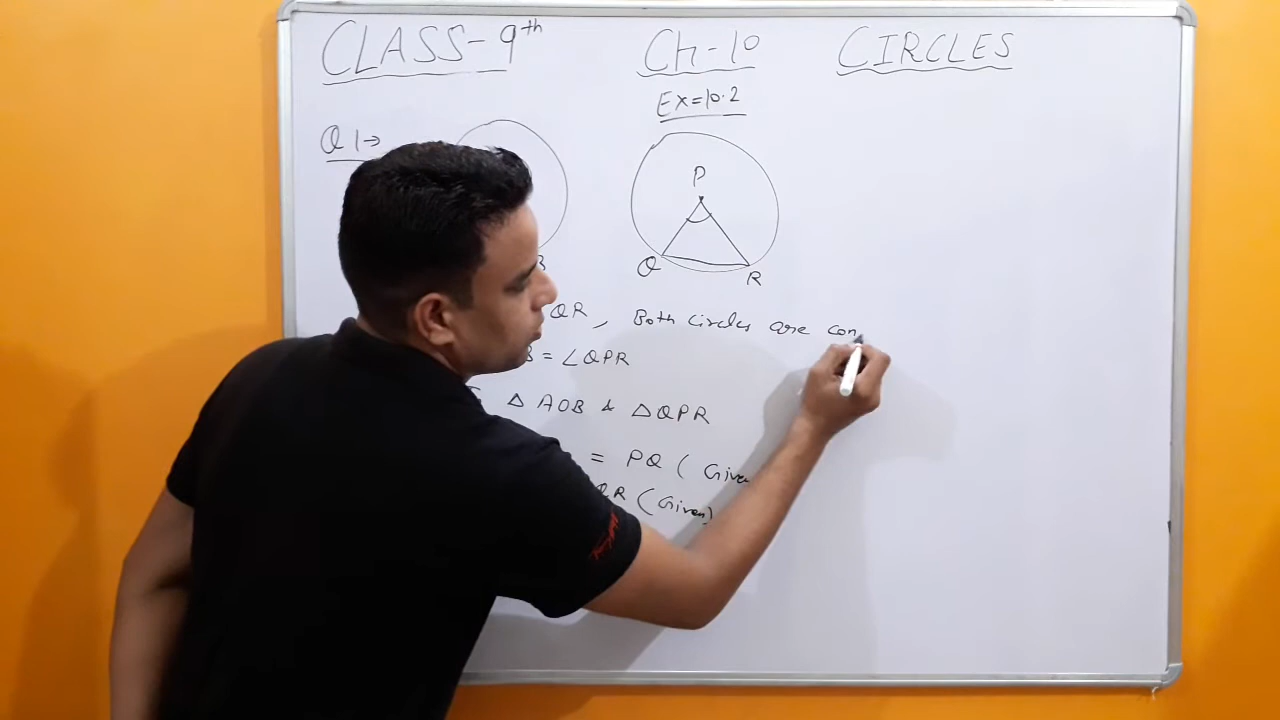 CLASS-9th Ch-10 CIRCLES
Ex=10.2
Q1→
P
Q R
QR, Both circles are con
B = ∠QPR
△AOB & △QPR
= PQ (Given
QR (Given)